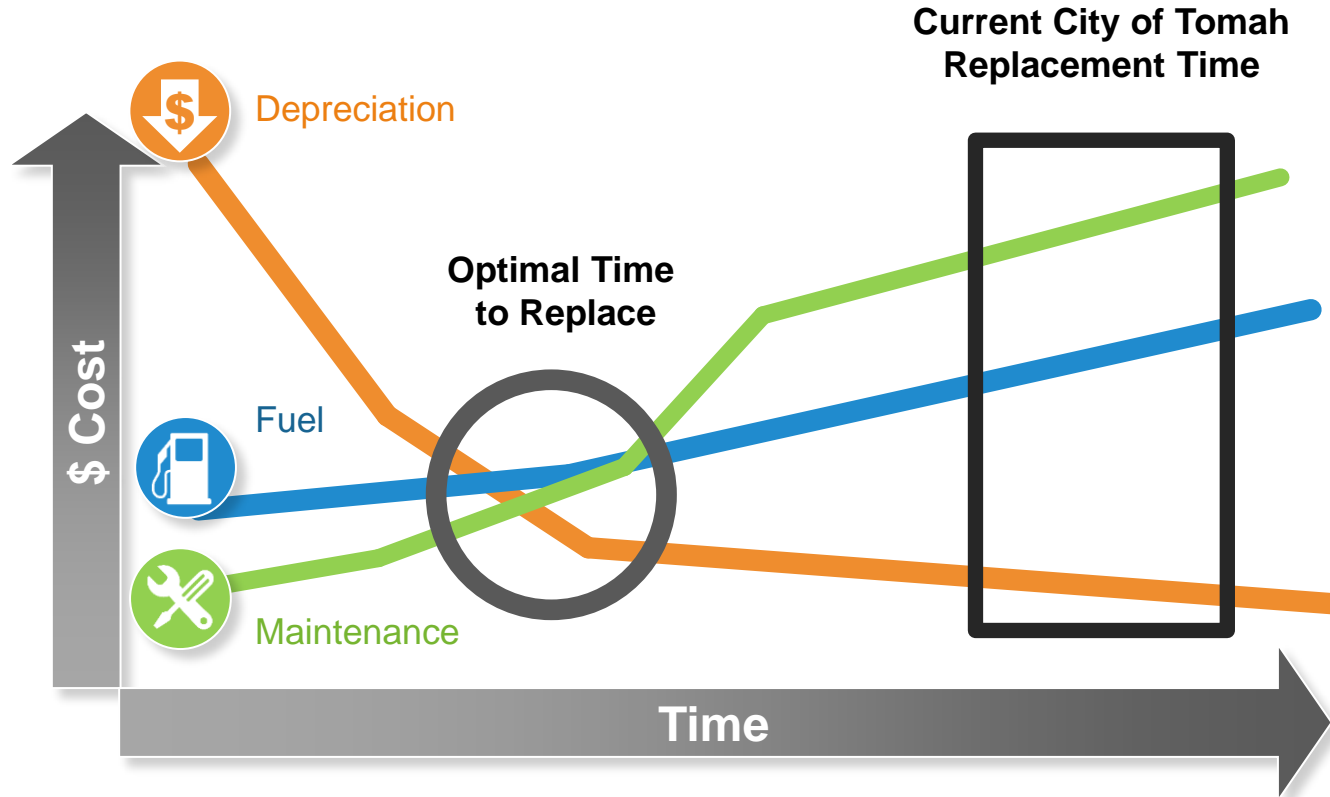 Current City of Tomah
Replacement Time
$
Depreciation
Optimal Time
to Replace
$ Cost
Fuel
Maintenance
Time